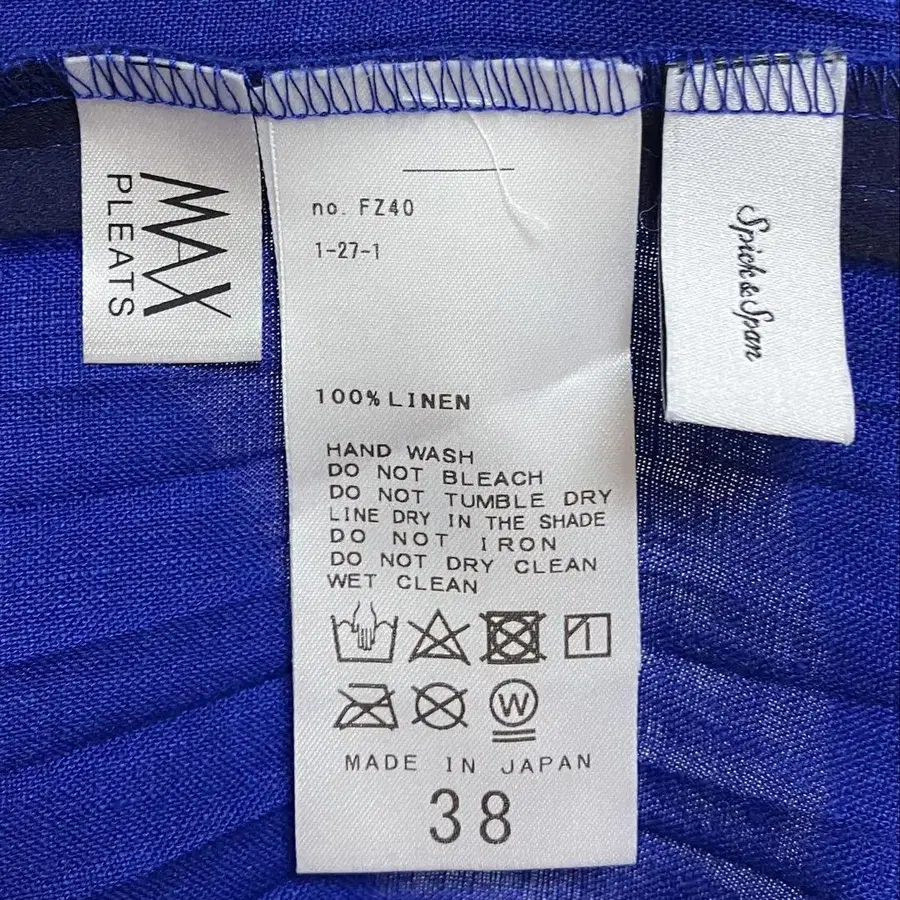 MAX
PLEATS
no. FZ40
1-27-1
100% LINEN
HAND WASH
DO NOT BLEACH
DO NOT TUMBLE DRY
LINE DRY IN THE SHADE
DO NOT IRON
DO NOT DRY CLEAN
WET CLEAN
W
MADE IN JAPAN
38
Spick & Span